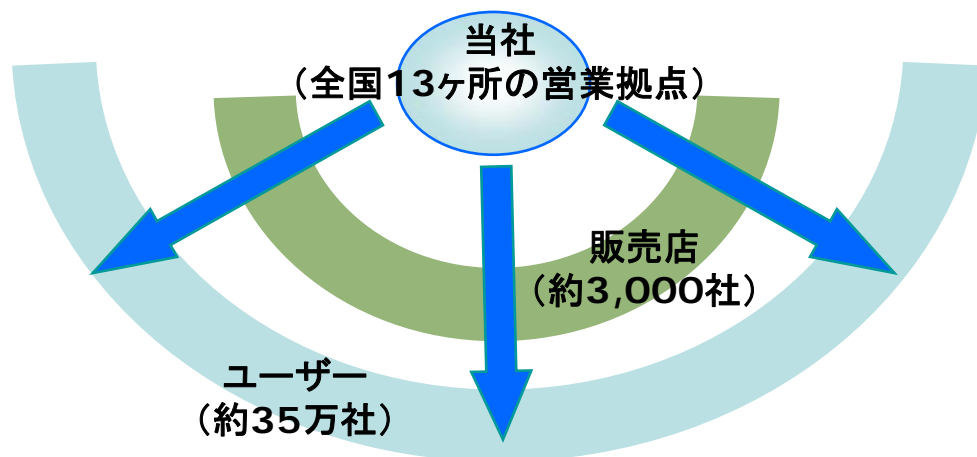 当社
（全国13ヶ所の営業拠点）
販売店
（約3,000社）
ユーザー
（約35万社）